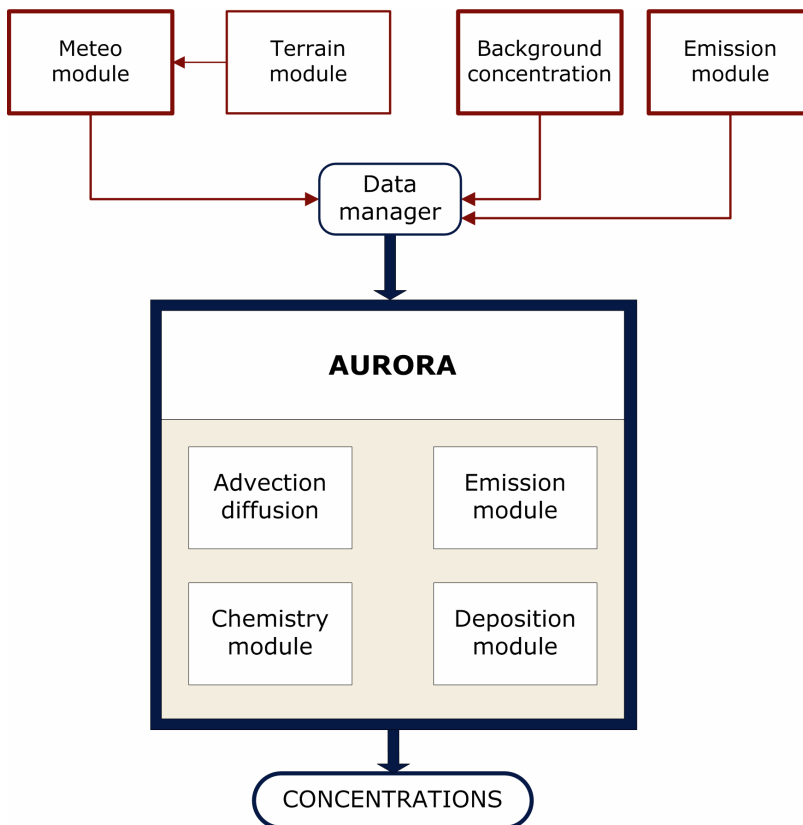 Meteo
module
Terrain
module
Background
concentration
Emission
module
Data
manager
AURORA
Advection
diffusion
Emission
module
Chemistry
module
Deposition
module
CONCENTRATIONS